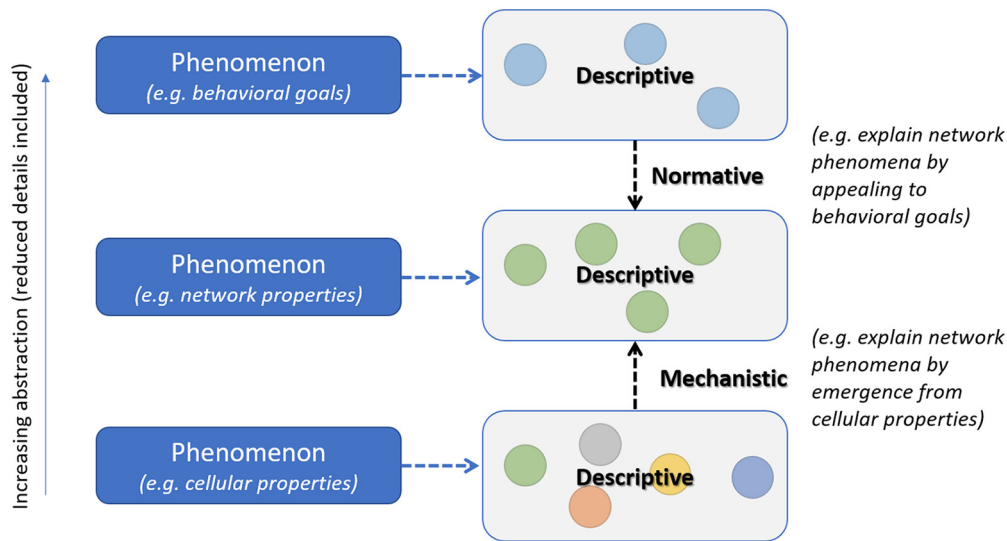 Increasing abstraction (reduced details included)
Phenomenon
(e.g. behavioral goals)
Descriptive
Normative
(e.g. explain network
phenomena by
appealing to
behavioral goals)
Phenomenon
(e.g. network properties)
Descriptive
Mechanistic
(e.g. explain network
phenomena by
emergence from
cellular properties)
Phenomenon
(e.g. cellular properties)
Descriptive